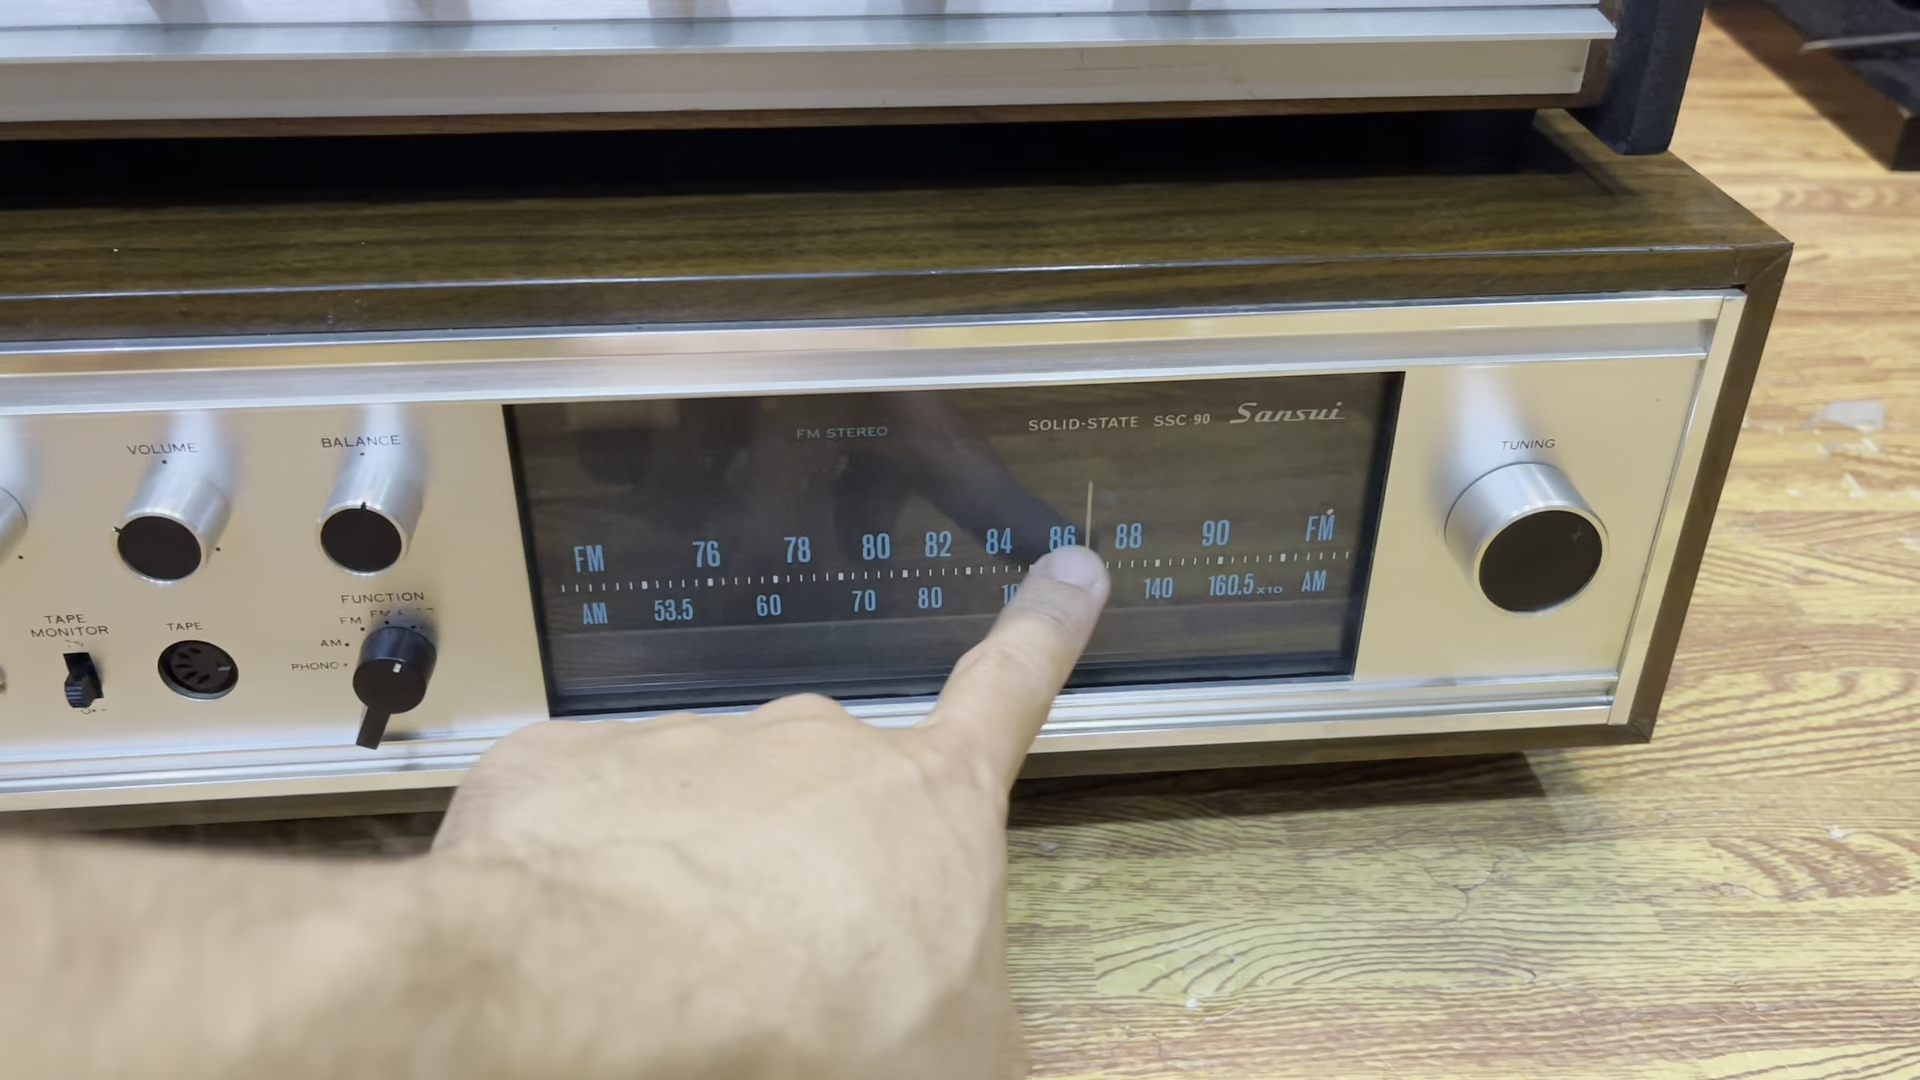 FM STEREO
SOLID·STATE SSC-90 Sansui
VOLUME
BALANCE
TUNING
FM 76 78 80 82 84 86 88 90 FM
AM 53.5 60 70 80 140 160.5 x10 AM
FUNCTION
FM
AM
PHONO
TAPE
MONITOR
TAPE